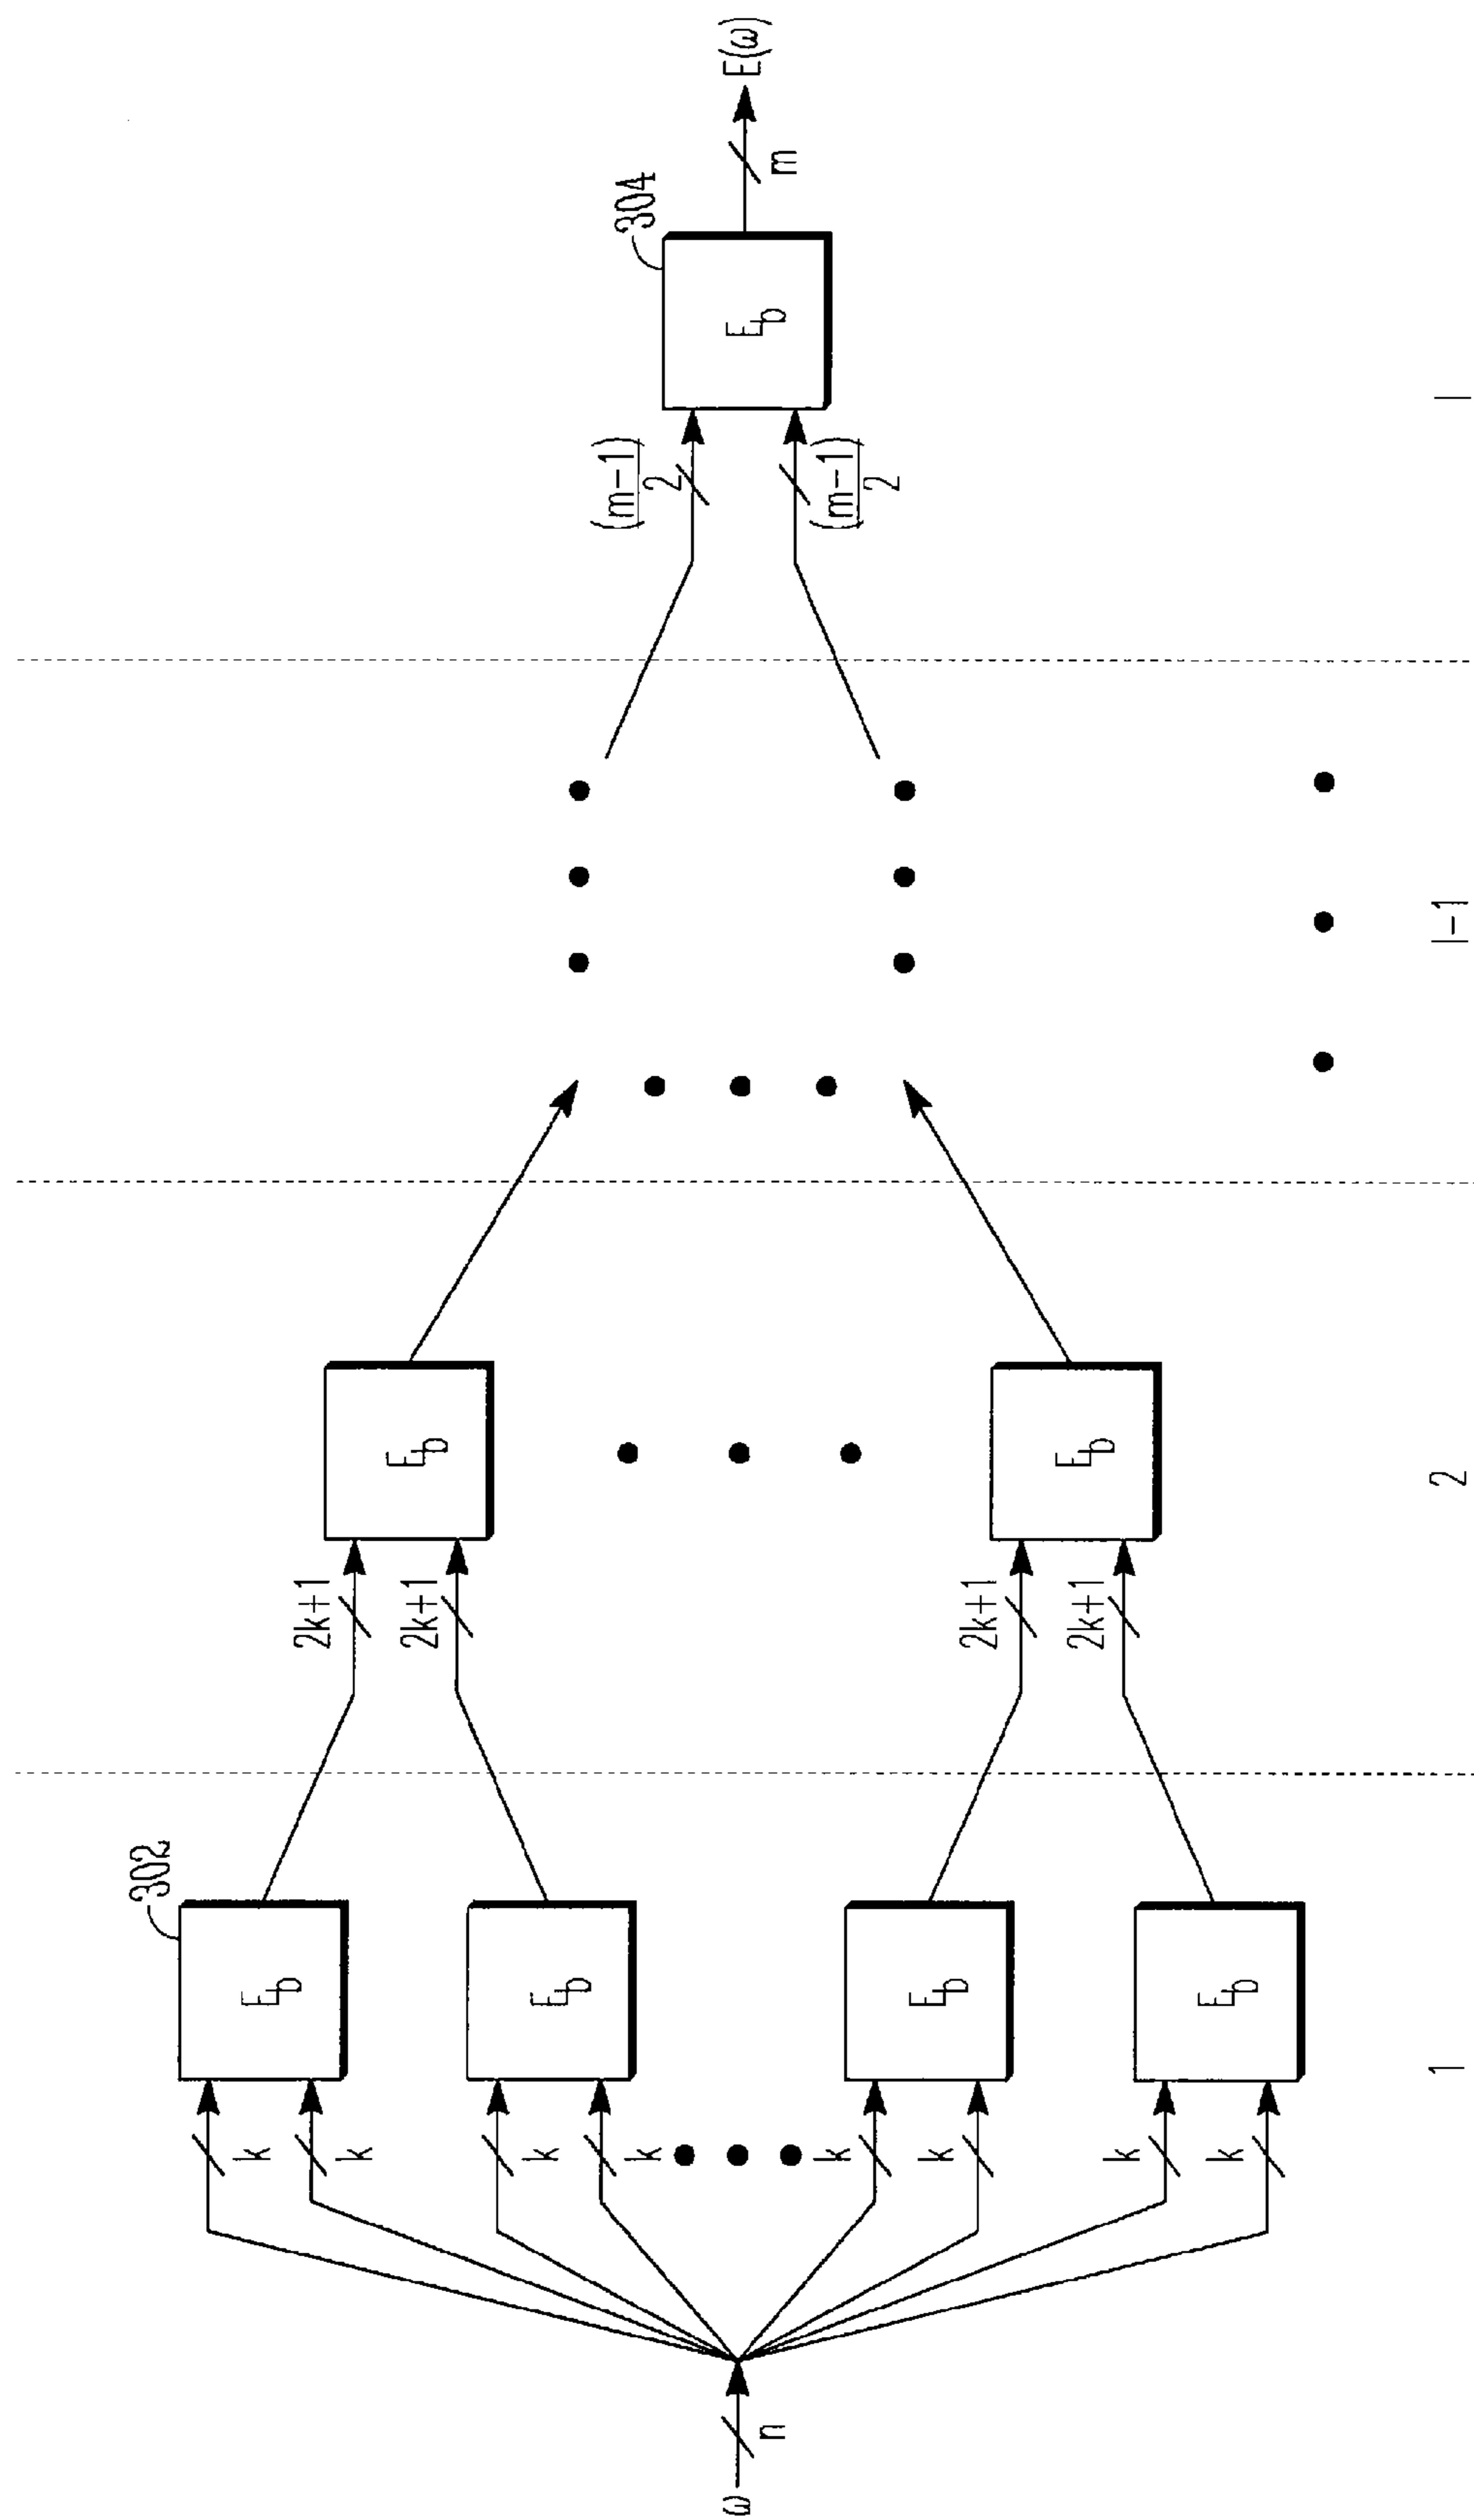 ω
n
k
k
k
k
k
k
k
k
302
E_b
E_b
E_b
E_b
1
2k+1
2k+1
2k+1
2k+1
E_b
E_b
2
l-1
(m-1)
2
(m-1)
2
304
E_b
l
m
E(ω)